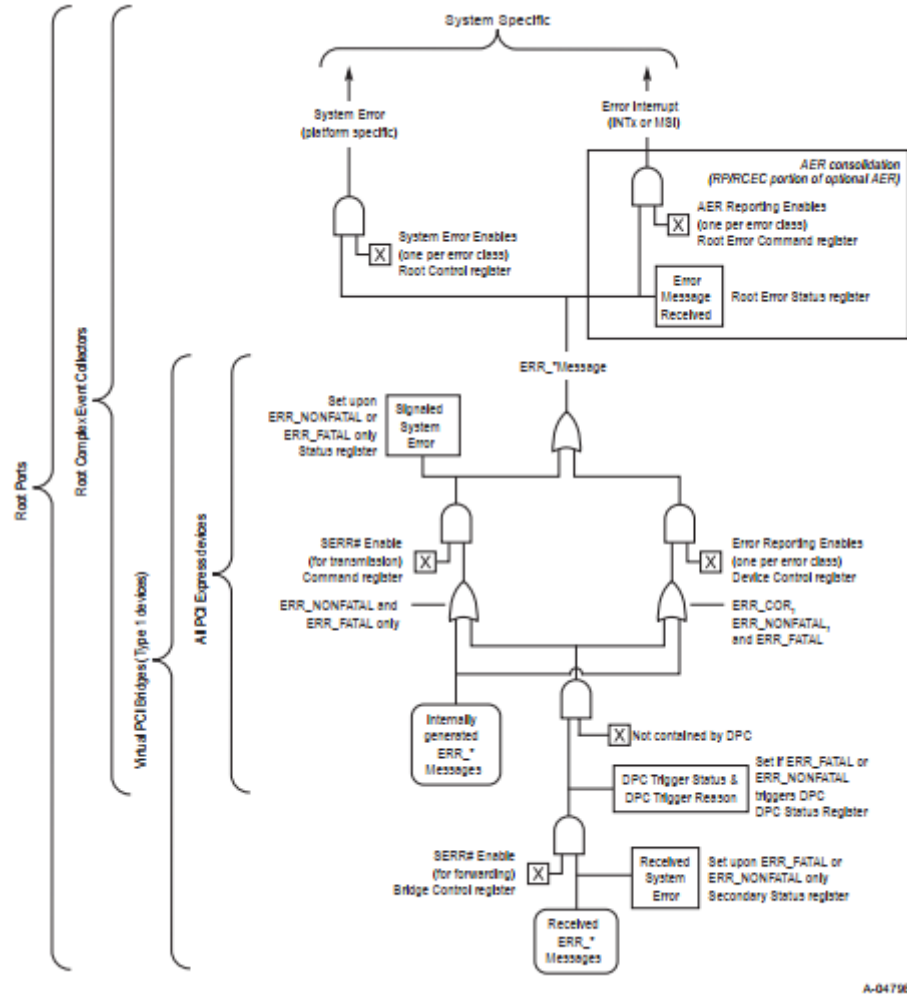 System Specific
System Error
(platform specific)
Error Interrupt
(INTx or MSI)
AER consolidation
(RP/RCEC portion of optional AER)
System Error Enables
(one per error class)
Root Control register
X
AER Reporting Enables
(one per error class)
Root Error Command register
X
Error
Message
Received
Root Error Status register
ERR_*Message
Set upon
ERR_NONFATAL or
ERR_FATAL only
Status register
Signaled
System
Error
SERR# Enable
(for transmission)
Command register
X
Error Reporting Enables
(one per error class)
Device Control register
X
ERR_NONFATAL and
ERR_FATAL only
ERR_COR,
ERR_NONFATAL,
and ERR_FATAL
Internally
generated
ERR_*
Messages
X
Not contained by DPC
DPC Trigger Status &
DPC Trigger Reason
Set if ERR_FATAL or
ERR_NONFATAL
triggers DPC
DPC Status Register
SERR# Enable
(for forwarding)
Bridge Control register
X
Received
System
Error
Set upon ERR_FATAL or
ERR_NONFATAL only
Secondary Status register
Received
ERR_*
Messages
Root Ports
Root Complex Event Collectors
Virtual PCI Bridges (Type 1 devices)
All PCI Express devices